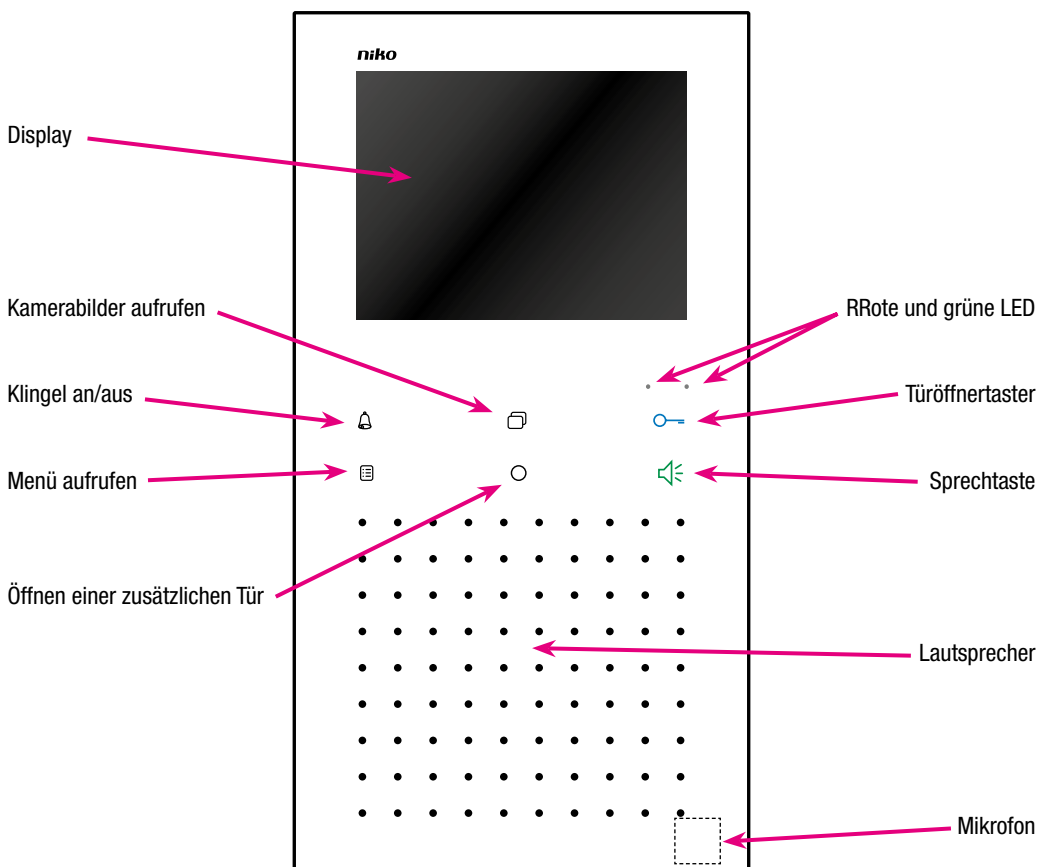 niko
Display
Kamerabilder aufrufen
RRote und grüne LED
Klingel an/aus
Türöffnertaster
Menü aufrufen
Sprechtaste
Öffnen einer zusätzlichen Tür
Lautsprecher
Mikrofon